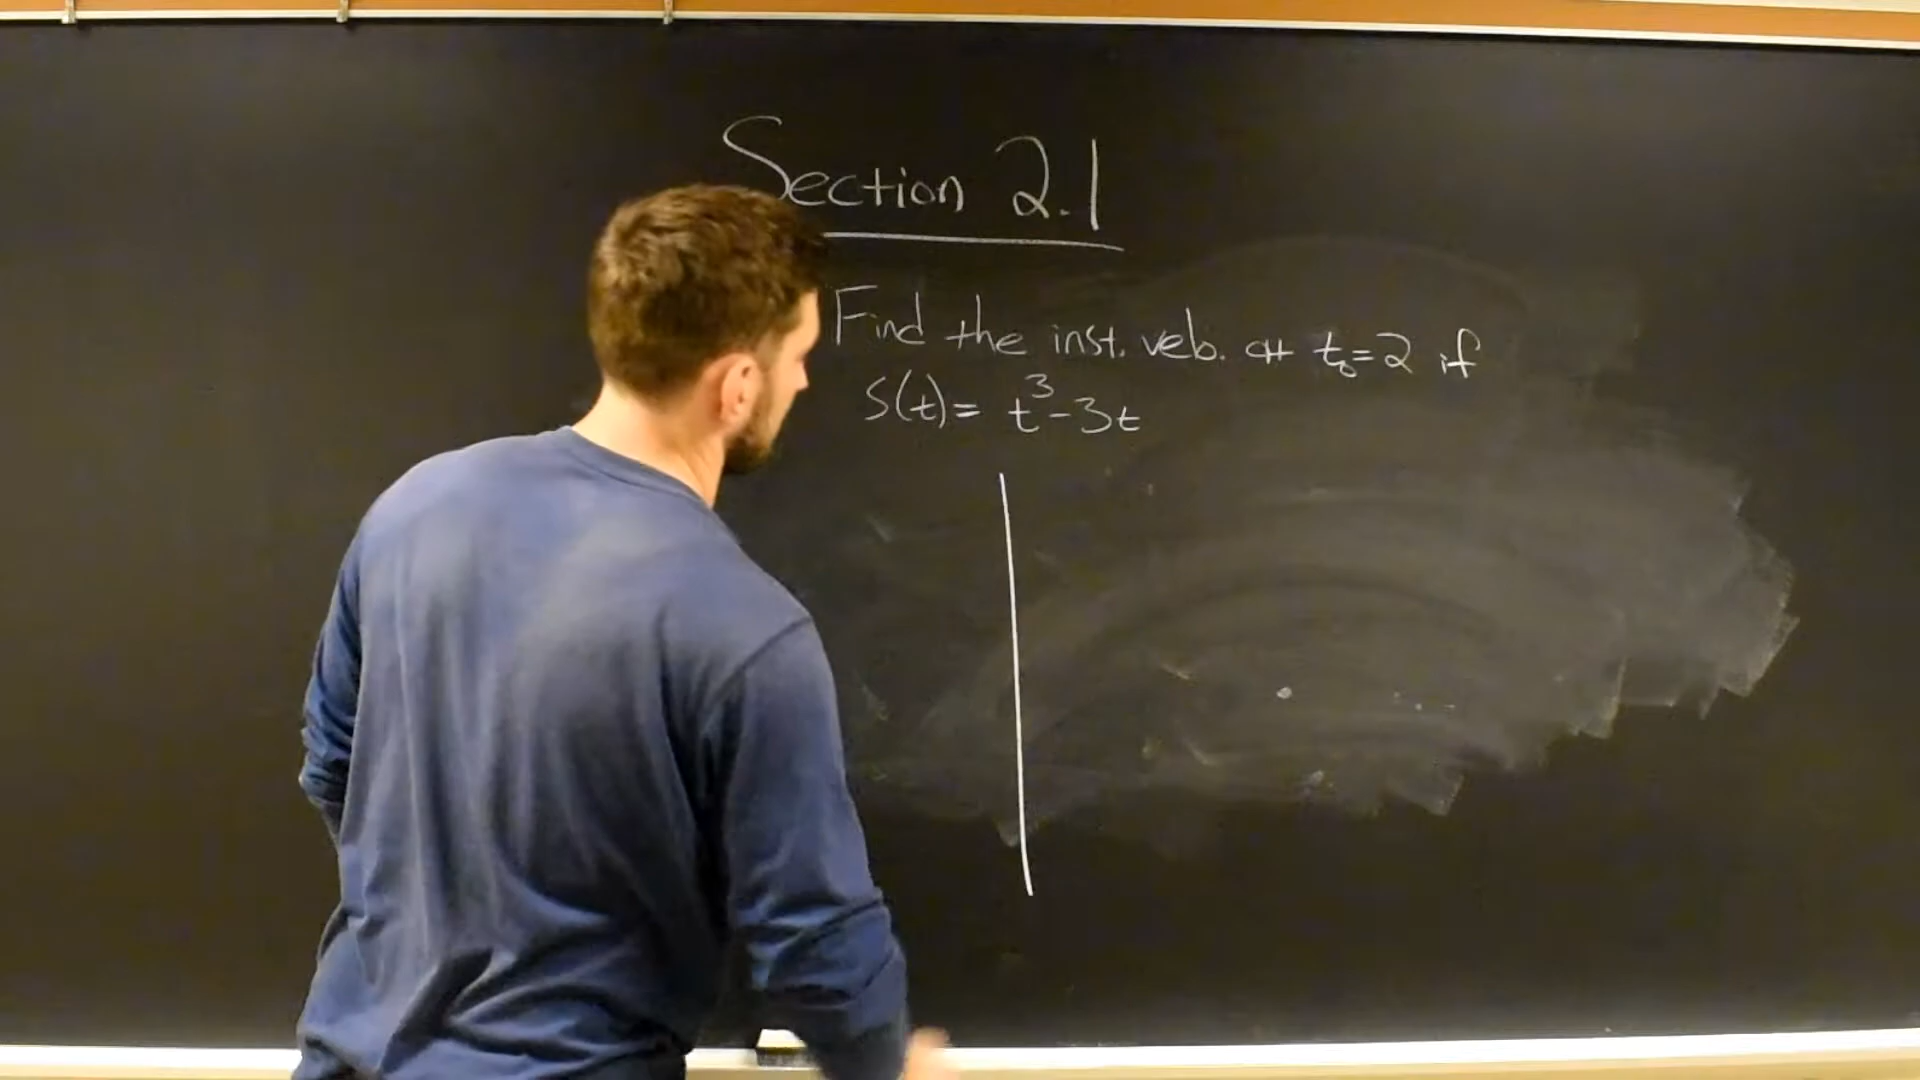 Section 2.1
Find the inst. velo. at t₀=2 if
S(t)= t³-3t